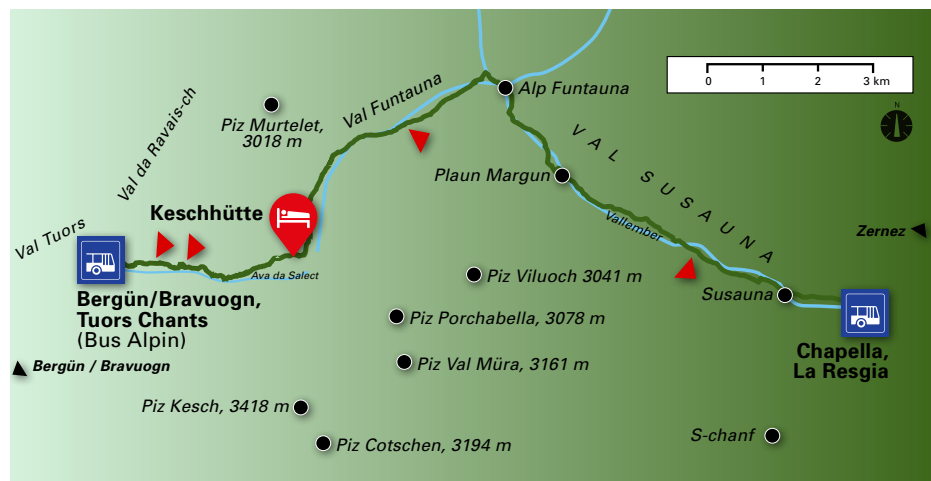 0 1 2 3 km
N
Alp Funtauna
Val Funtauna
Piz Murtelet,
3018 m
Val da Ravais-ch
VAL SUSAUNA
Plaun Margun
Keschhütte
Val Tuors
Vallember
Zernez
Ava da Salect
Piz Viluoch 3041 m
Susauna
Bergün/Bravuogn,
Tuors Chants
(Bus Alpin)
Piz Porchabella, 3078 m
Chapella,
La Resgia
Bergün / Bravuogn
Piz Val Müra, 3161 m
Piz Kesch, 3418 m
S-chanf
Piz Cotschen, 3194 m